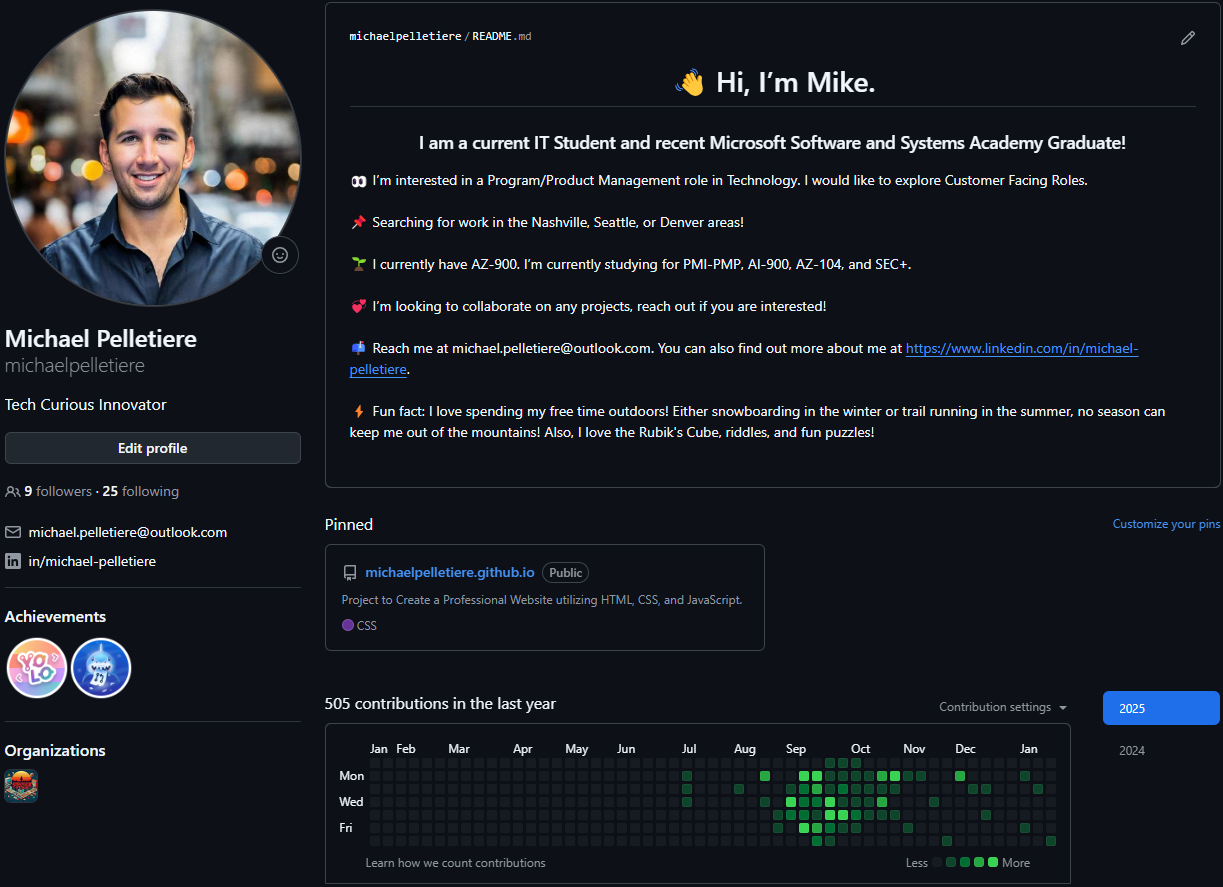 michaelpelletiere / README.md
👋 Hi, I’m Mike.
I am a current IT Student and recent Microsoft Software and Systems Academy Graduate!
👀 I’m interested in a Program/Product Management role in Technology. I would like to explore Customer Facing Roles.
📌 Searching for work in the Nashville, Seattle, or Denver areas!
🌱 I currently have AZ-900. I’m currently studying for PMI-PMP, AI-900, AZ-104, and SEC+.
💞️ I’m looking to collaborate on any projects, reach out if you are interested!
📫 Reach me at michael.pelletiere@outlook.com. You can also find out more about me at https://www.linkedin.com/in/michael-
pelletiere.
⚡ Fun fact: I love spending my free time outdoors! Either snowboarding in the winter or trail running in the summer, no season can
keep me out of the mountains! Also, I love the Rubik's Cube, riddles, and fun puzzles!
Michael Pelletiere
michaelpelletiere
Tech Curious Innovator
Edit profile
9 followers · 25 following
michael.pelletiere@outlook.com
in/michael-pelletiere
Achievements
YOLO
Organizations
Pinned
Customize your pins
michaelpelletiere.github.io Public
Project to Create a Professional Website utilizing HTML, CSS, and JavaScript.
CSS
505 contributions in the last year
Contribution settings
2025
2024
Jan Feb Mar Apr May Jun Jul Aug Sep Oct Nov Dec Jan
Mon
Wed
Fri
Learn how we count contributions
Less More